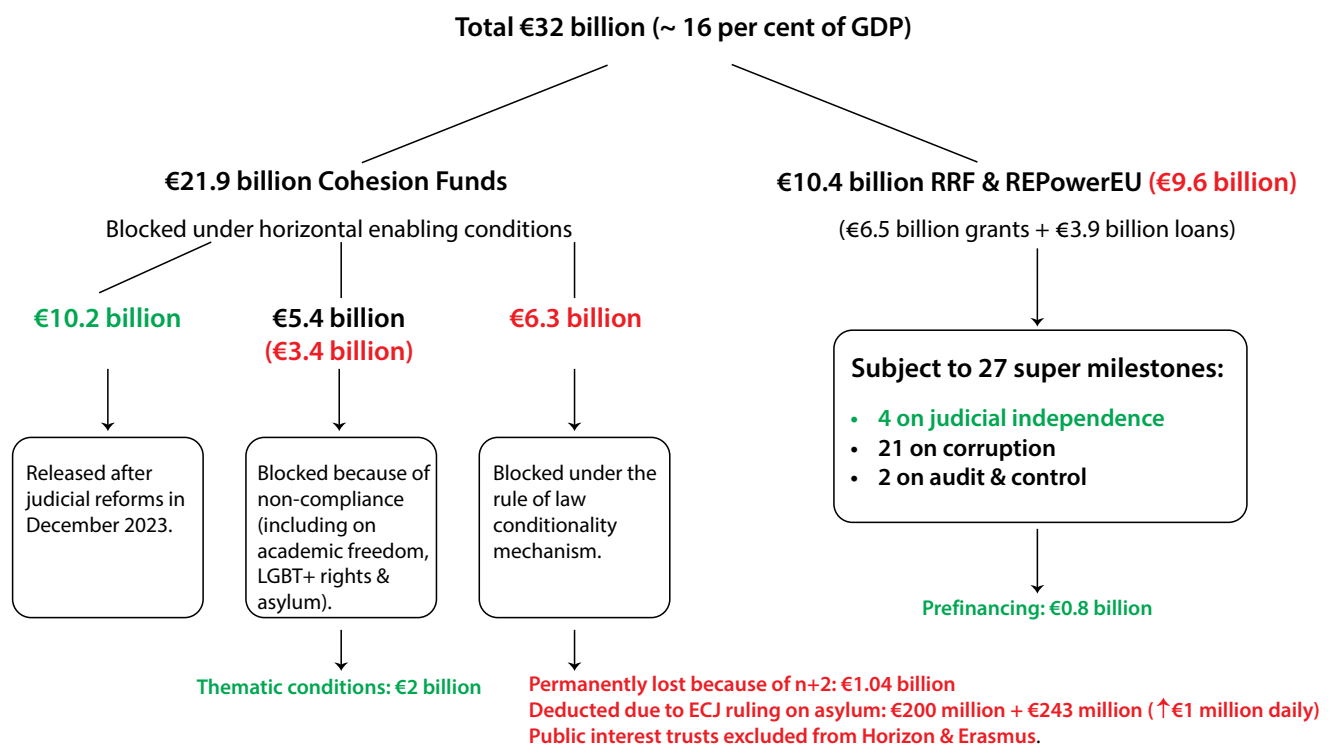 Total €32 billion (~ 16 per cent of GDP)
€21.9 billion Cohesion Funds
Blocked under horizontal enabling conditions
€10.2 billion
Released after
judicial reforms in
December 2023.
€5.4 billion
(€3.4 billion)
Blocked because of
non-compliance
(including on
academic freedom,
LGBT+ rights &
asylum).
Thematic conditions: €2 billion
€6.3 billion
Blocked under the
rule of law
conditionality
mechanism.
Permanently lost because of n+2: €1.04 billion
Deducted due to ECJ ruling on asylum: €200 million + €243 million (↑€1 million daily)
Public interest trusts excluded from Horizon & Erasmus.
€10.4 billion RRF & REPowerEU (€9.6 billion)
(€6.5 billion grants + €3.9 billion loans)
Subject to 27 super milestones:
• 4 on judicial independence
• 21 on corruption
• 2 on audit & control
Prefinancing: €0.8 billion